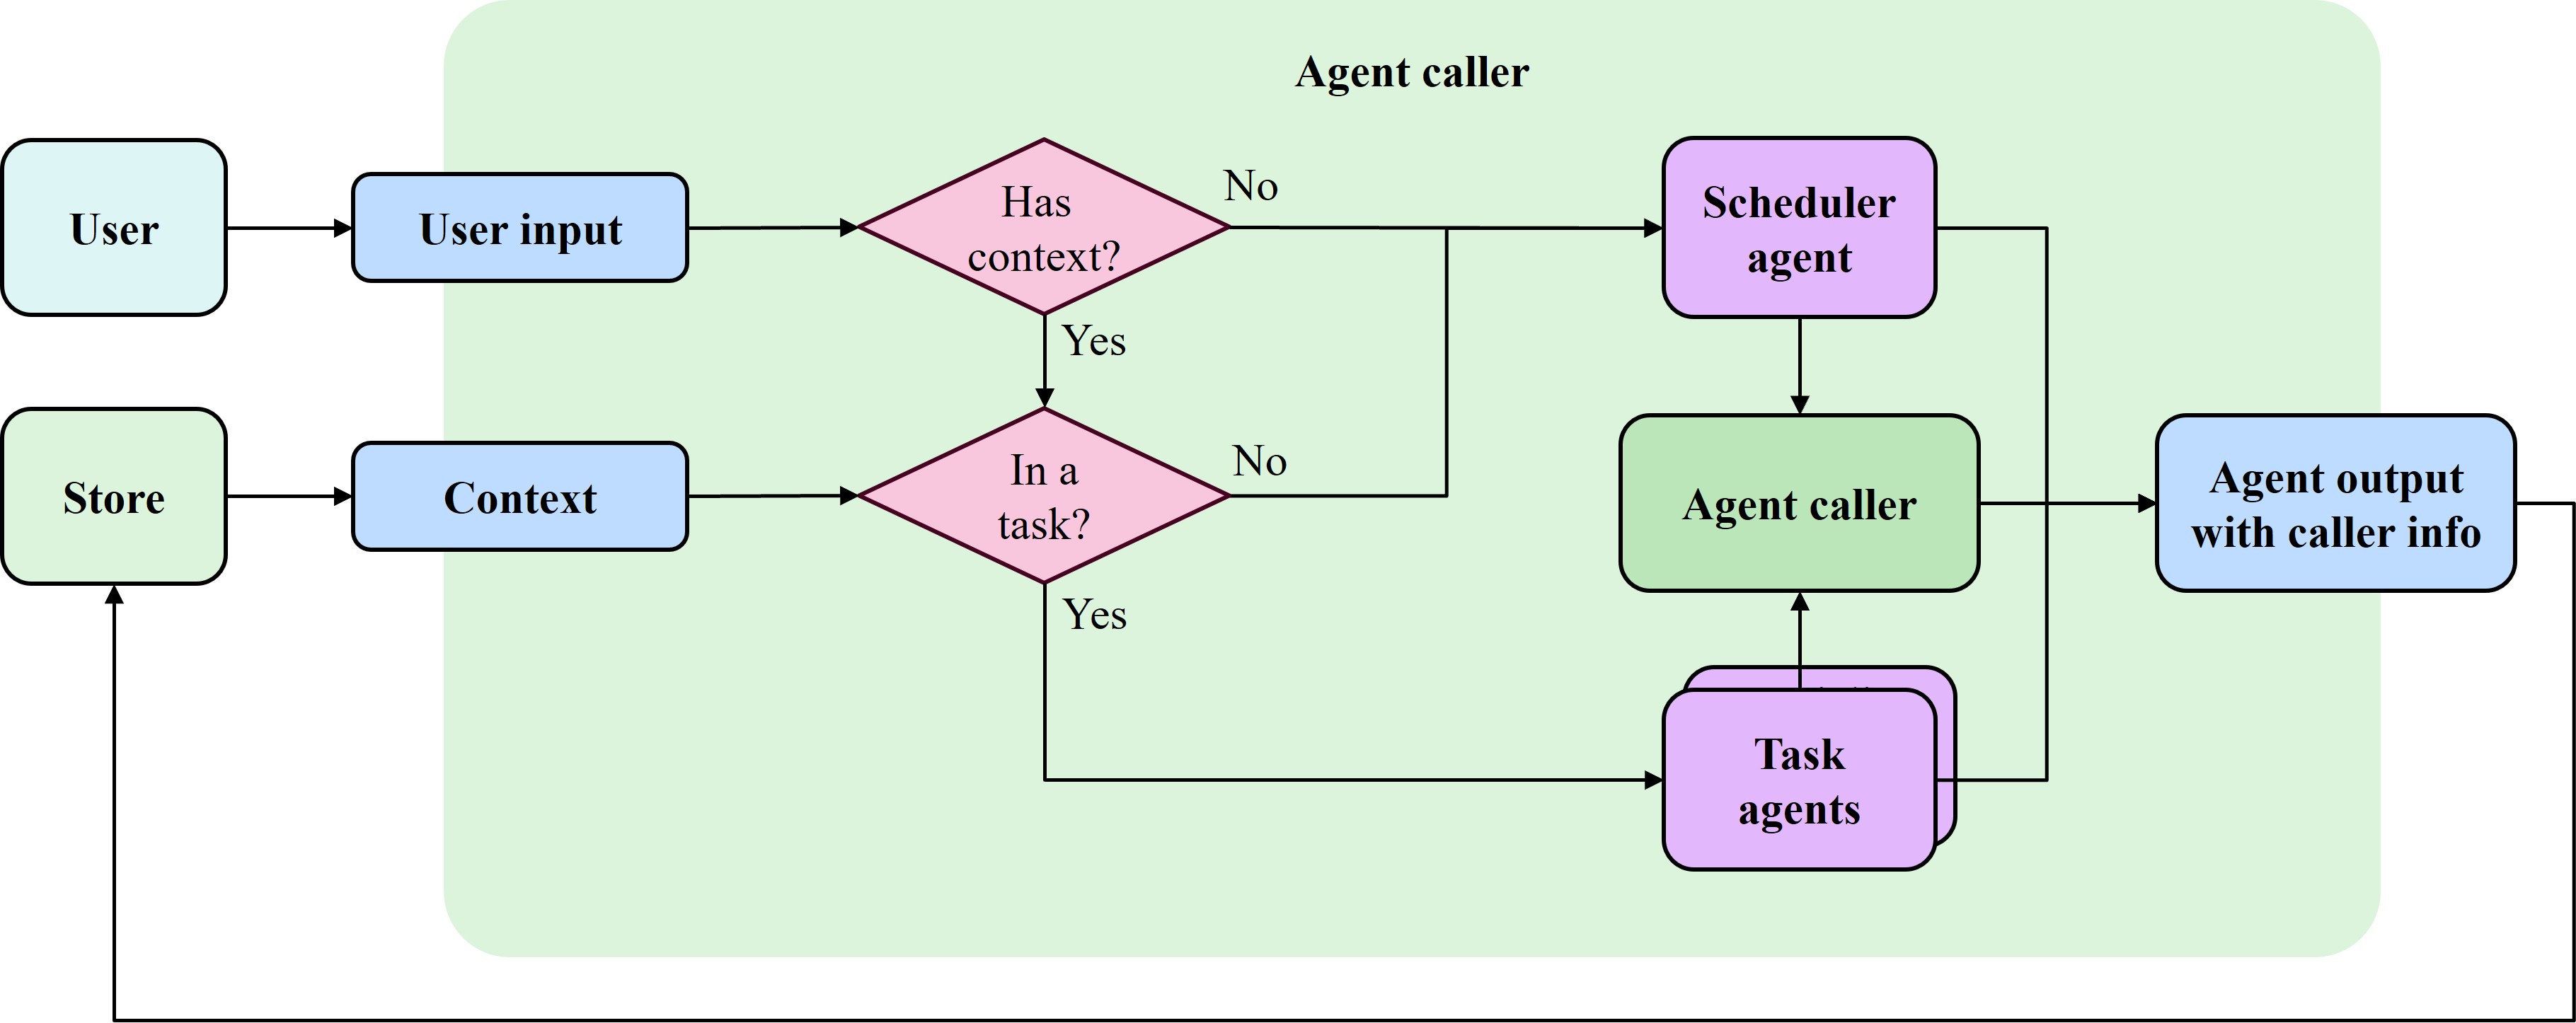 Agent caller
User
User input
Has
context?
No
Scheduler
agent
Yes
Store
Context
In a
task?
No
Agent caller
Agent output
with caller info
Yes
Task
agents